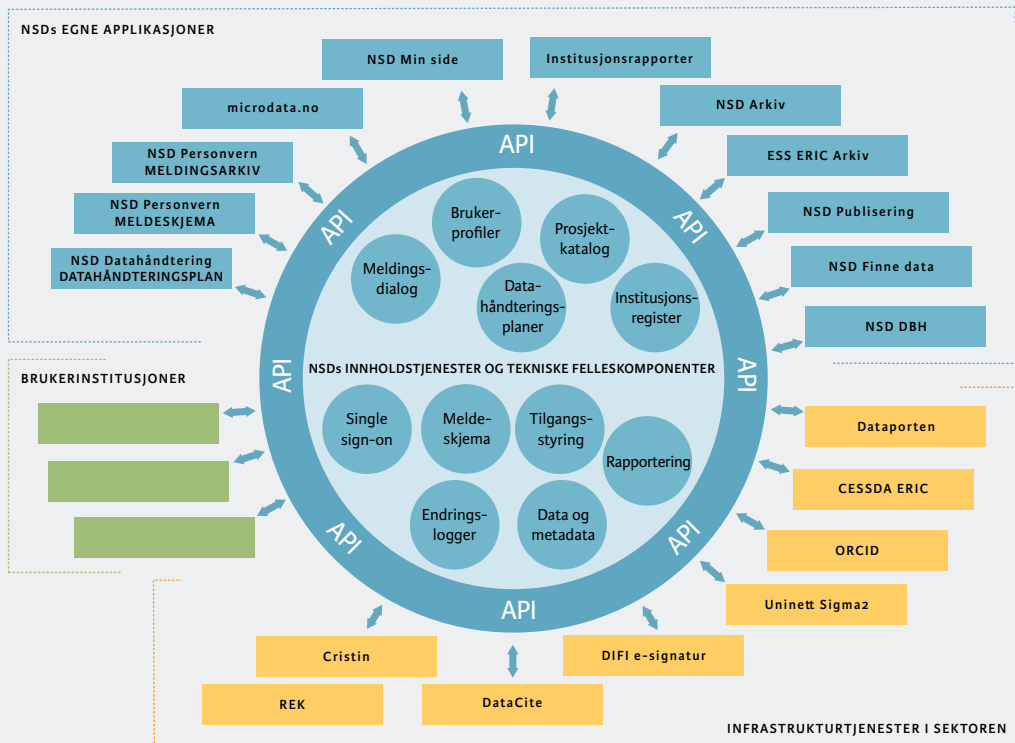 NSDs EGNE APPLIKASJONER
NSD Min side
Institusjonsrapporter
microdata.no
NSD Arkiv
NSD Personvern
MELDINGSARKIV
ESS ERIC Arkiv
NSD Personvern
MELDESKJEMA
NSD Publisering
NSD Datahåndtering
DATAHÅNDTERINGSPLAN
NSD Finne data
NSD DBH
API
API
API
API
API
API
API
API
Bruker-
profiler
Prosjekt-
katalog
Meldings-
dialog
Data-
håndterings-
planer
Institusjons-
register
NSDs INNHOLDSTJENESTER OG TEKNISKE FELLESKOMPONENTER
Single
sign-on
Melde-
skjema
Tilgangs-
styring
Rapportering
Endrings-
logger
Data og
metadata
BRUKERINSTITUSJONER
Dataporten
CESSDA ERIC
ORCID
Uninett Sigma2
DIFI e-signatur
Cristin
REK
DataCite
INFRASTRUKTURTJENESTER I SEKTOREN